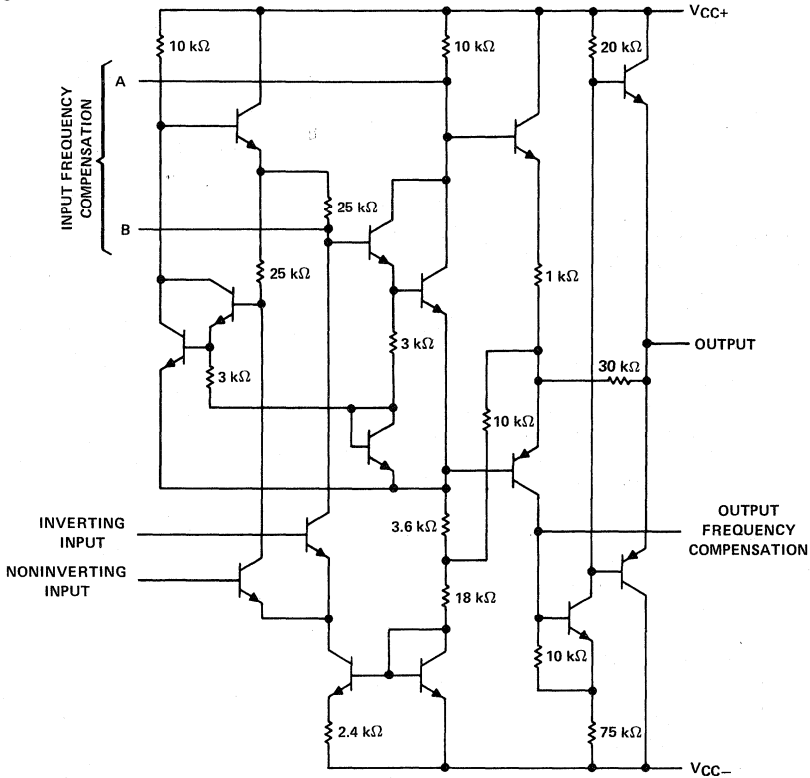 VCC+
10 kΩ
10 kΩ
20 kΩ
A
INPUT FREQUENCY
COMPENSATION
25 kΩ
B
25 kΩ
1 kΩ
3 kΩ
OUTPUT
3 kΩ
30 kΩ
10 kΩ
INVERTING
INPUT
3.6 kΩ
OUTPUT
FREQUENCY
COMPENSATION
NONINVERTING
INPUT
18 kΩ
10 kΩ
2.4 kΩ
75 kΩ
VCC−